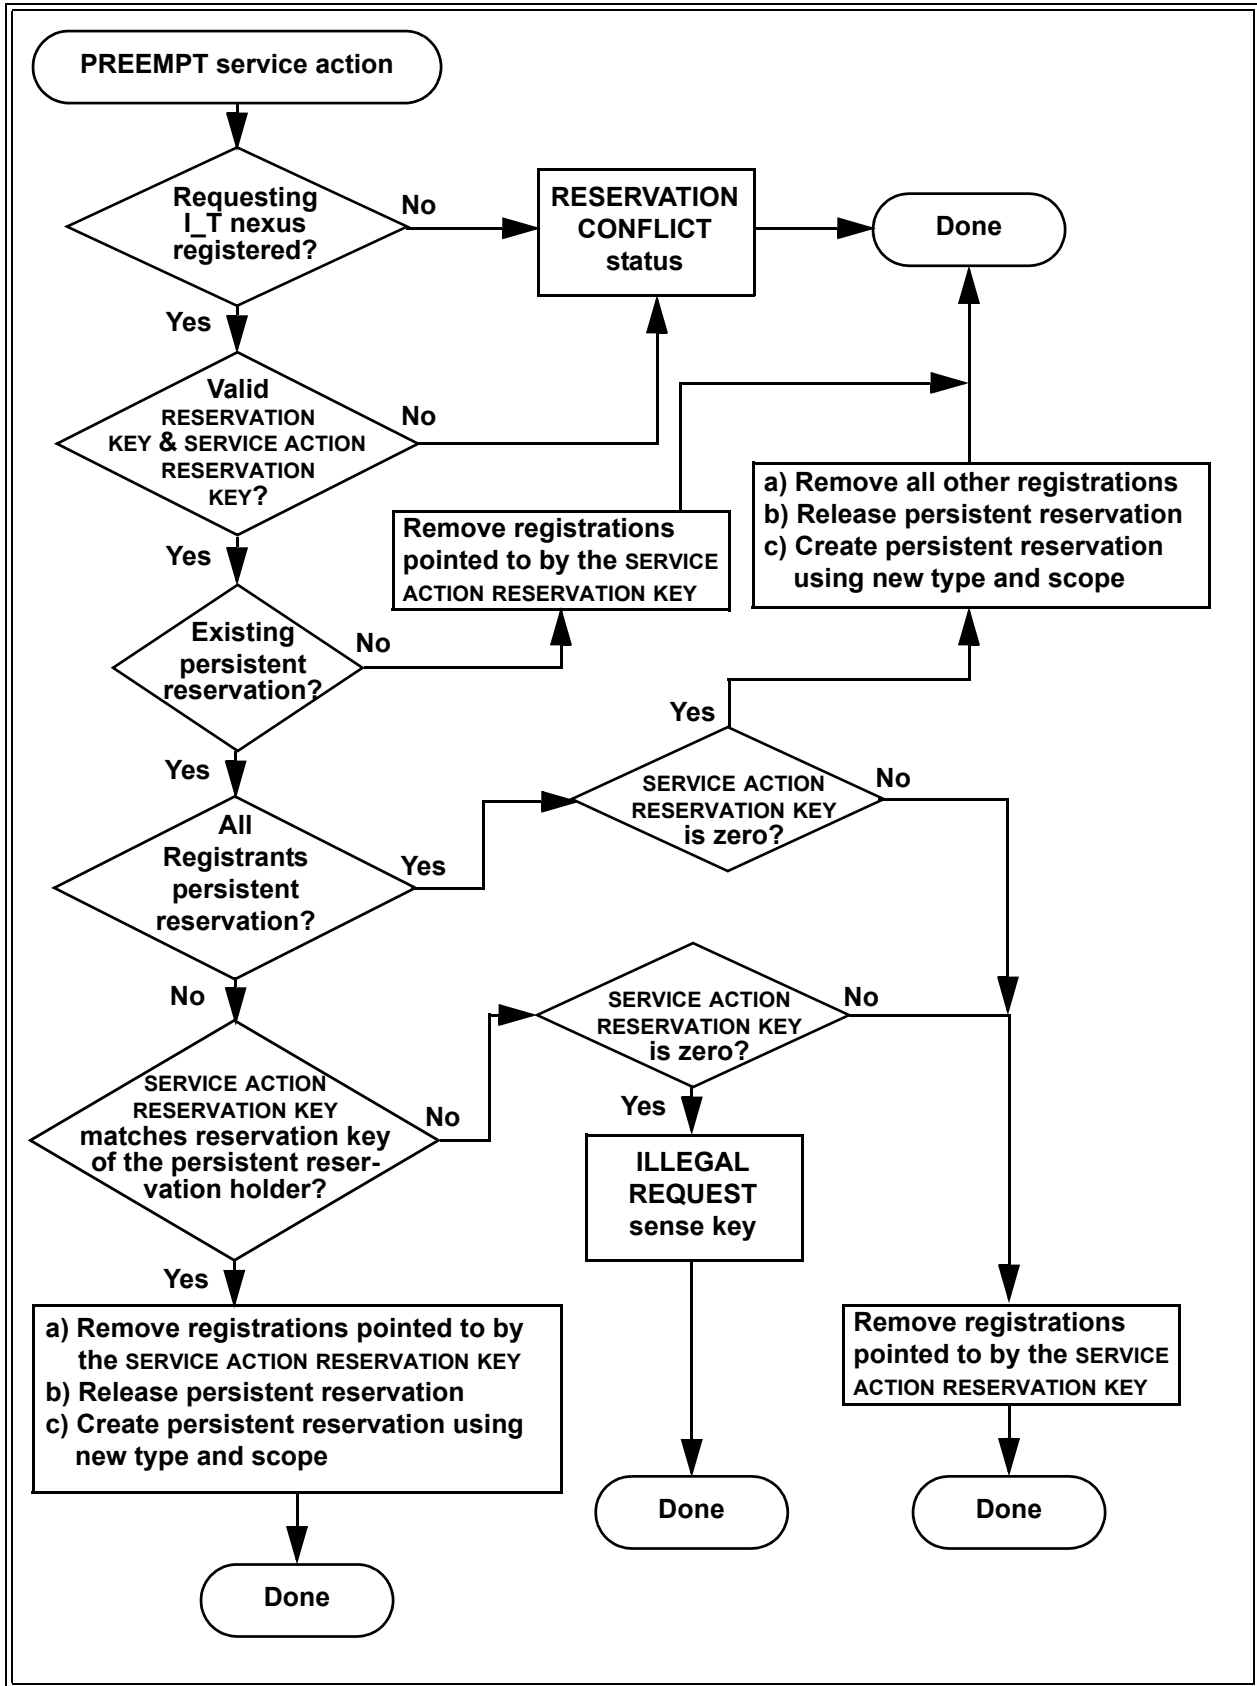 PREEMPT service action
Requesting
I_T nexus
registered?
No
RESERVATION
CONFLICT
status
Done
Yes
Valid
RESERVATION
KEY & SERVICE ACTION
RESERVATION
KEY?
No
Yes
Remove registrations
pointed to by the SERVICE
ACTION RESERVATION KEY
a) Remove all other registrations
b) Release persistent reservation
c) Create persistent reservation
using new type and scope
Existing
persistent
reservation?
No
Yes
Yes
SERVICE ACTION
RESERVATION KEY
is zero?
No
All
Registrants
persistent
reservation?
Yes
No
SERVICE ACTION
RESERVATION KEY
is zero?
No
Yes
SERVICE ACTION
RESERVATION KEY
matches reservation key
of the persistent reser-
vation holder?
No
ILLEGAL
REQUEST
sense key
Yes
a) Remove registrations pointed to by
the SERVICE ACTION RESERVATION KEY
b) Release persistent reservation
c) Create persistent reservation using
new type and scope
Remove registrations
pointed to by the SERVICE
ACTION RESERVATION KEY
Done
Done
Done